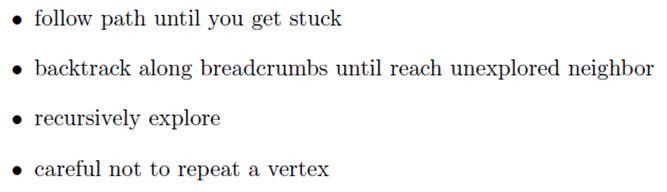 • follow path until you get stuck
• backtrack along breadcrumbs until reach unexplored neighbor
• recursively explore
• careful not to repeat a vertex